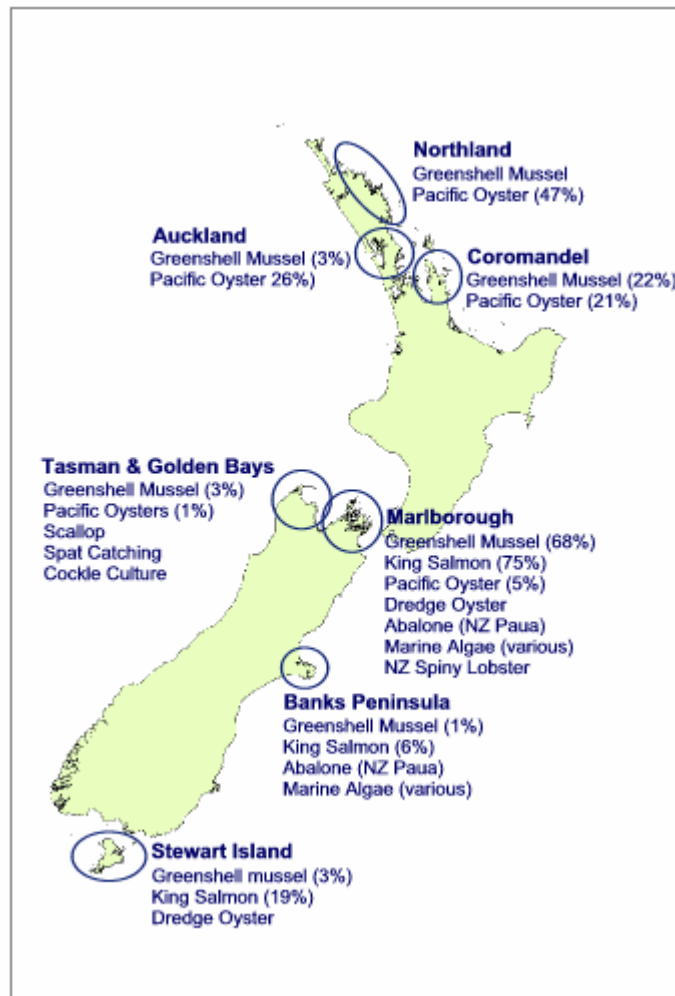 Northland
Greenshell Mussel
Pacific Oyster (47%)
Auckland
Greenshell Mussel (3%)
Pacific Oyster 26%)
Coromandel
Greenshell Mussel (22%)
Pacific Oyster (21%)
Tasman & Golden Bays
Greenshell Mussel (3%)
Pacific Oysters (1%)
Scallop
Spat Catching
Cockle Culture
Marlborough
Greenshell Mussel (68%)
King Salmon (75%)
Pacific Oyster (5%)
Dredge Oyster
Abalone (NZ Paua)
Marine Algae (various)
NZ Spiny Lobster
Banks Peninsula
Greenshell Mussel (1%)
King Salmon (6%)
Abalone (NZ Paua)
Marine Algae (various)
Stewart Island
Greenshell mussel (3%)
King Salmon (19%)
Dredge Oyster